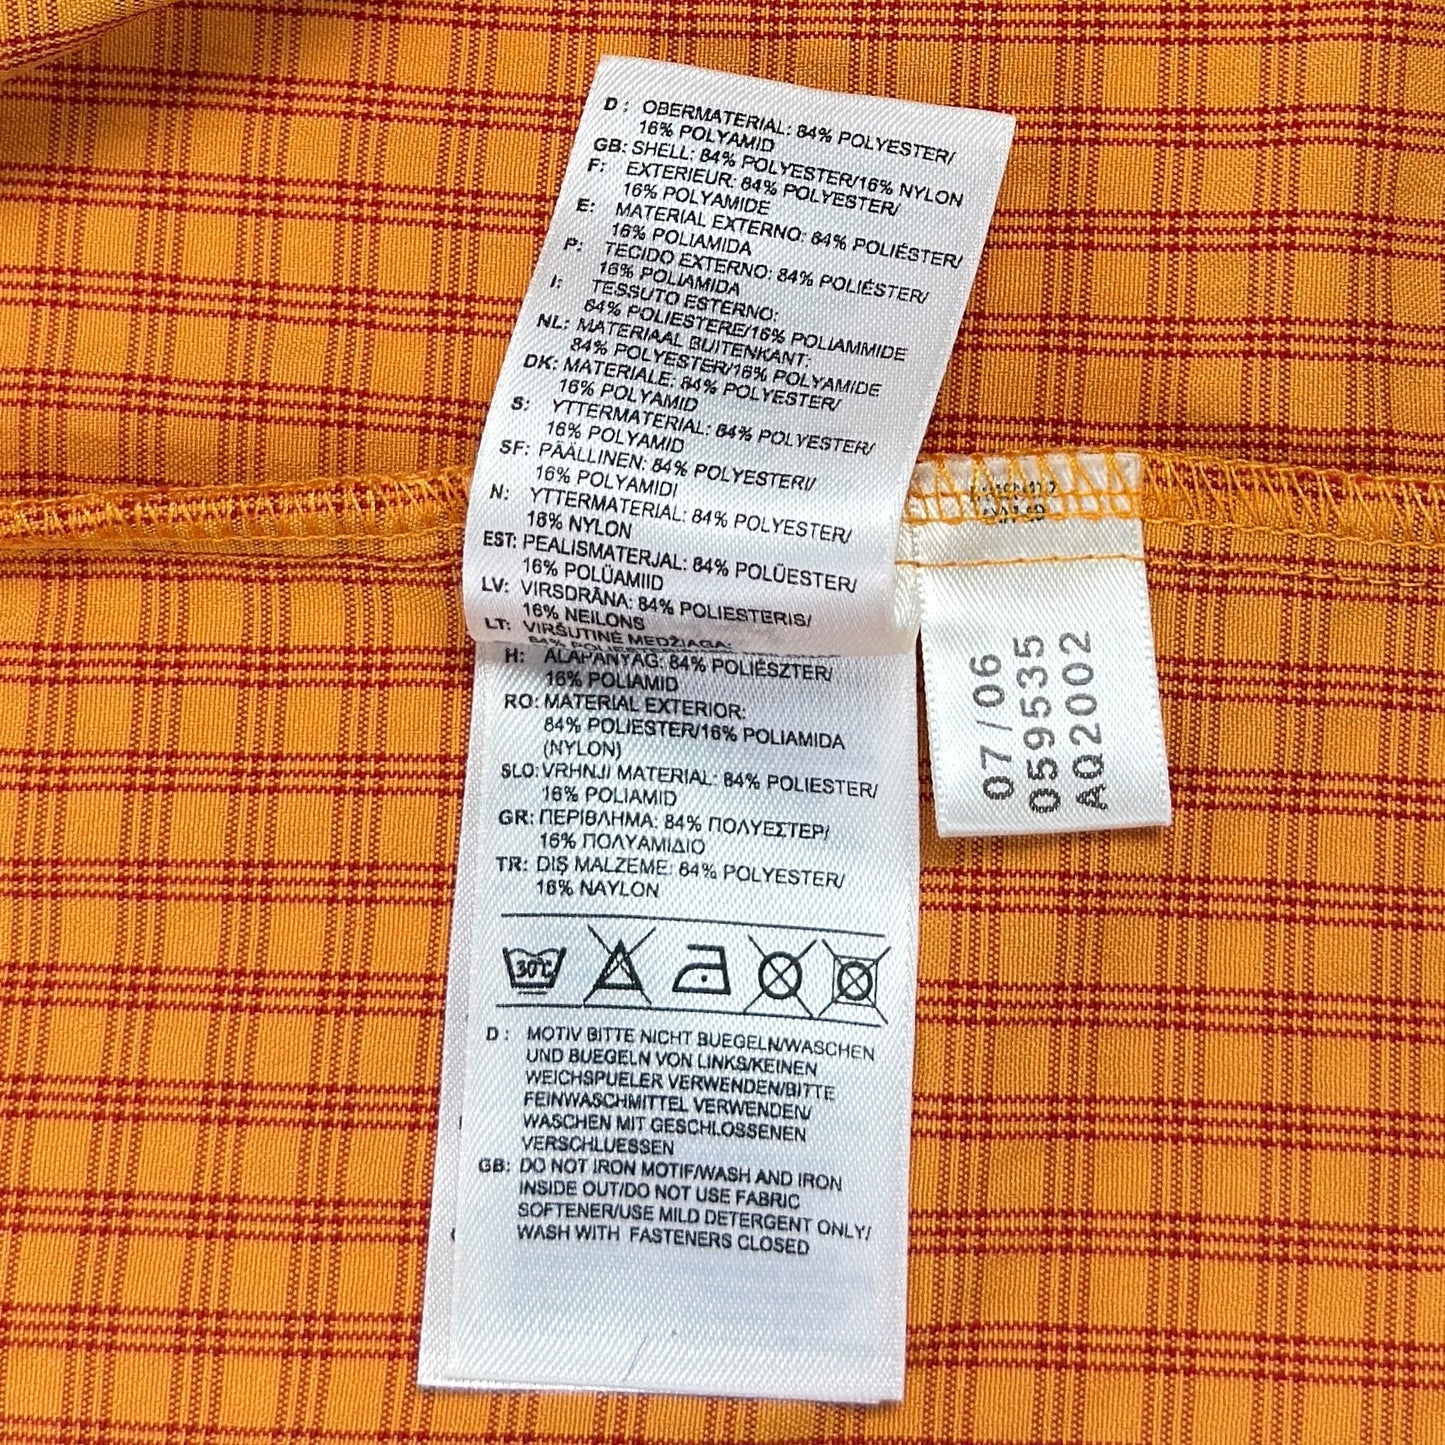 D: OBERMATERIAL: 84% POLYESTER/
16% POLYAMID
GB: SHELL: 84% POLYESTER/16% NYLON
F: EXTERIEUR: 84% POLYESTER/
16% POLYAMIDE
E: MATERIAL EXTERNO: 84% POLIÉSTER/
16% POLIAMIDA
P: TECIDO EXTERNO: 84% POLIÉSTER/
16% POLIAMIDA
I: TESSUTO ESTERNO:
84% POLIESTERE/16% POLIAMMIDE
NL: MATERIAAL BUITENKANT:
84% POLYESTER/16% POLYAMIDE
DK: MATERIALE: 84% POLYESTER/
16% POLYAMID
S: YTTERMATERIAL: 84% POLYESTER/
16% POLYAMID
SF: PÄÄLLINEN: 84% POLYESTERI/
16% POLYAMIDI
N: YTTERMATERIAL: 84% POLYESTER/
16% NYLON
EST: PEALISMATERJAL: 84% POLÜESTER/
16% POLÜAMIID
LV: VIRSDRĀNA: 84% POLIESTERIS/
16% NEILONS
LT: VIRŠUTINĖ MEDŽIAGA:
H: ALAPANYAG: 84% POLIÉSZTER/
16% POLIAMID
RO: MATERIAL EXTERIOR:
84% POLIESTER/16% POLIAMIDA
(NYLON)
SLO: VRHNJI MATERIAL: 84% POLIESTER/
16% POLIAMID
GR: ΠΕΡΙΒΛΗΜΑ: 84% ΠΟΛΥΕΣΤΕΡ/
16% ΠΟΛΥΑΜΙΔΙΟ
TR: DIŞ MALZEME: 84% POLYESTER/
16% NAYLON
30°C
D: MOTIV BITTE NICHT BUEGELN/WASCHEN
UND BUEGELN VON LINKS/KEINEN
WEICHSPUELER VERWENDEN/BITTE
FEINWASCHMITTEL VERWENDEN/
WASCHEN MIT GESCHLOSSENEN
VERSCHLUESSEN
GB: DO NOT IRON MOTIF/WASH AND IRON
INSIDE OUT/DO NOT USE FABRIC
SOFTENER/USE MILD DETERGENT ONLY/
WASH WITH FASTENERS CLOSED
07/06
059535
AQ2002